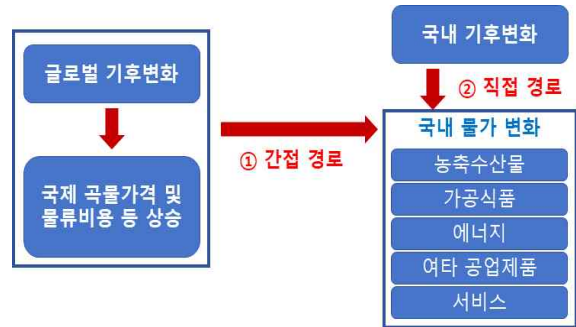 글로벌 기후변화
국제 곡물가격 및
물류비용 등 상승
① 간접 경로
국내 기후변화
② 직접 경로
국내 물가 변화
농축수산물
가공식품
에너지
여타 공업제품
서비스